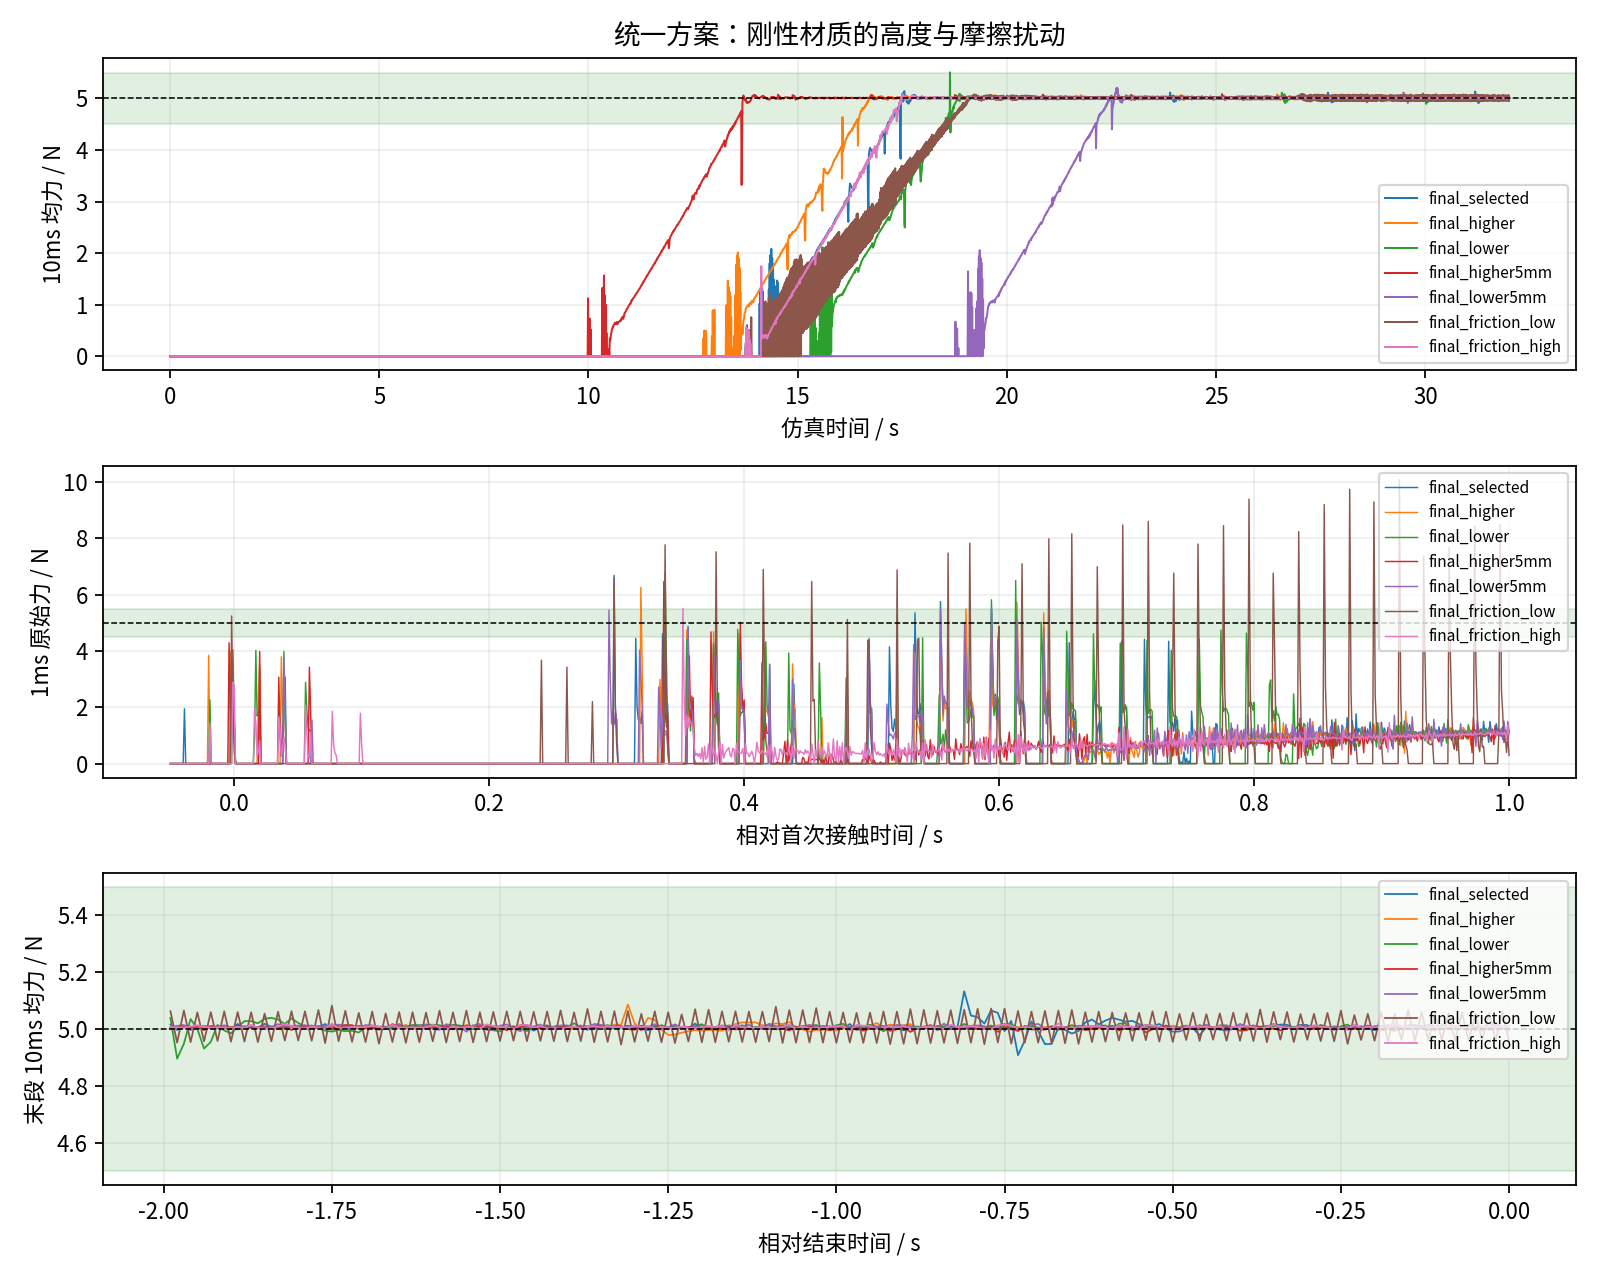 统一方案：刚性材质的高度与摩擦扰动
10ms 均力 / N
5
4
3
2
1
0
final_selected
final_higher
final_lower
final_higher5mm
final_lower5mm
final_friction_low
final_friction_high
0 5 10 15 20 25 30
仿真时间 / s
1ms 原始力 / N
10
8
6
4
2
0
final_selected
final_higher
final_lower
final_higher5mm
final_lower5mm
final_friction_low
final_friction_high
0.0 0.2 0.4 0.6 0.8 1.0
相对首次接触时间 / s
末段 10ms 均力 / N
5.4
5.2
5.0
4.8
4.6
final_selected
final_higher
final_lower
final_higher5mm
final_lower5mm
final_friction_low
final_friction_high
-2.00 -1.75 -1.50 -1.25 -1.00 -0.75 -0.50 -0.25 0.00
相对结束时间 / s